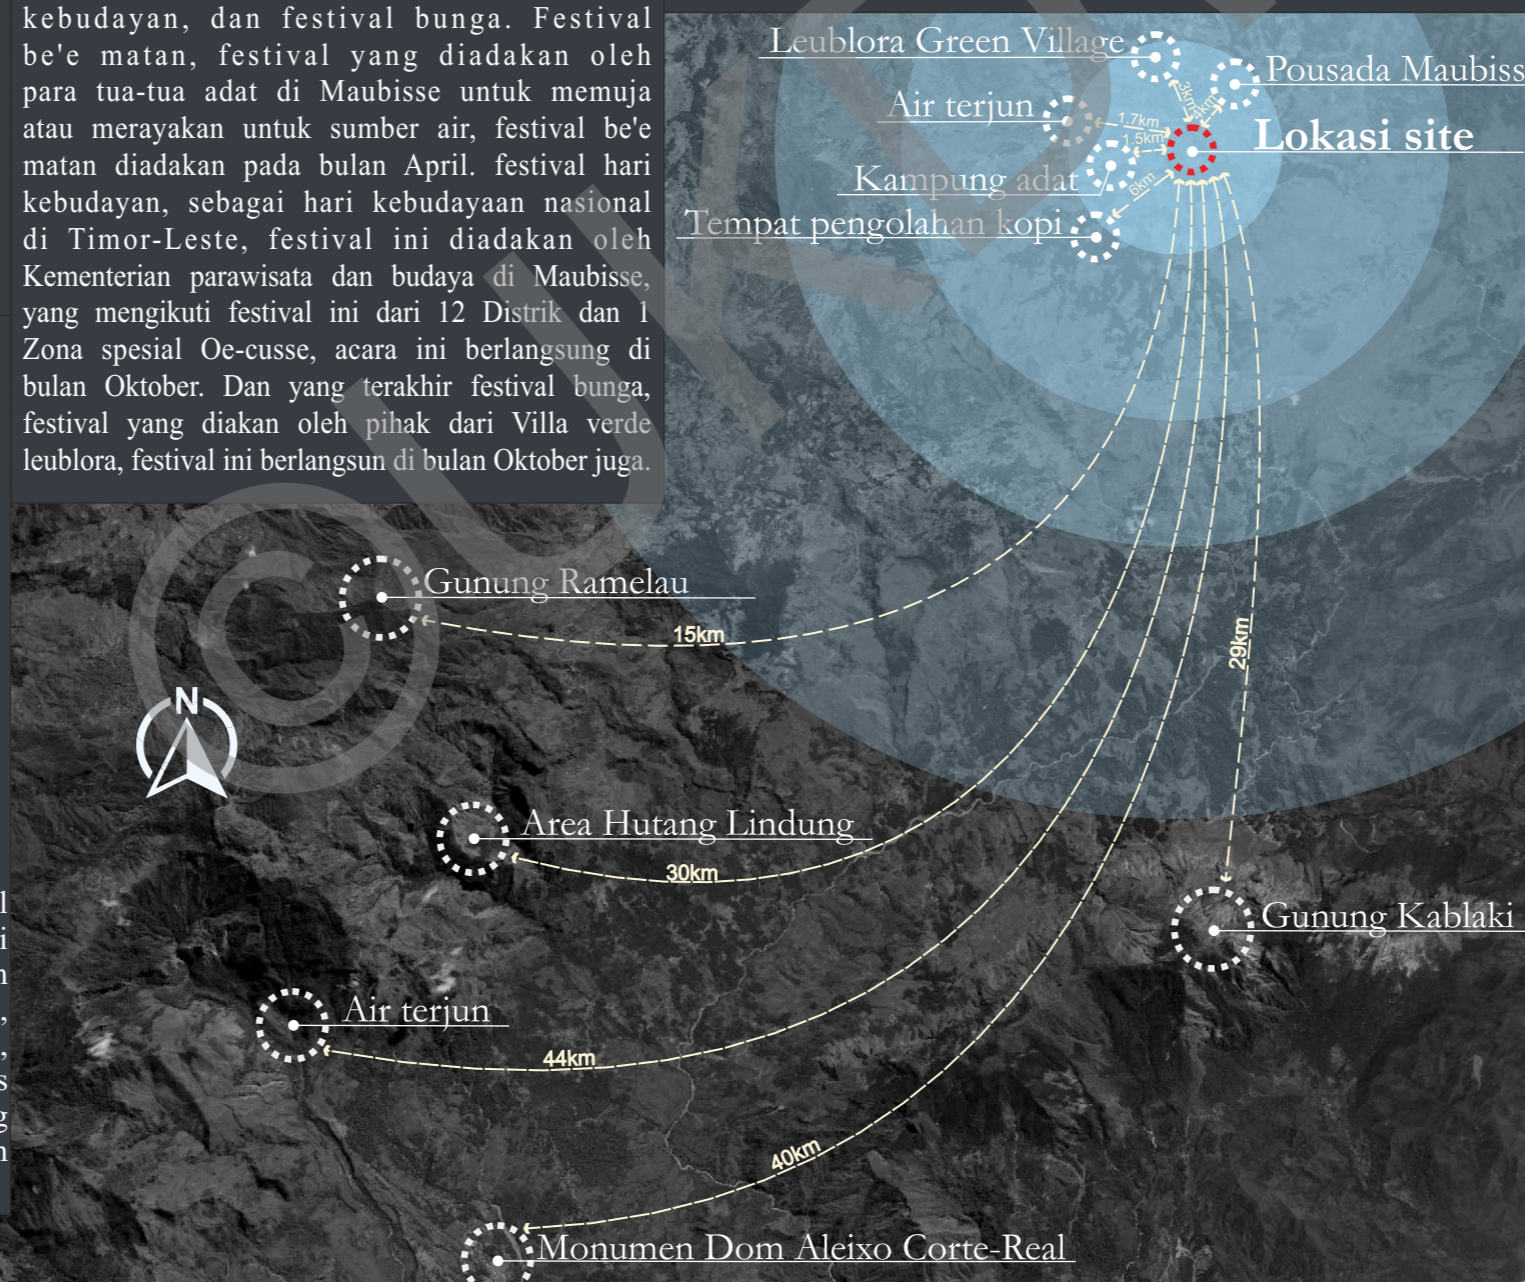 kebudayan, dan festival bunga. Festival
be'e matan, festival yang diadakan oleh
para tua-tua adat di Maubisse untuk memuja
atau merayakan untuk sumber air, festival be'e
matan diadakan pada bulan April. festival hari
kebudayan, sebagai hari kebudayaan nasional
di Timor-Leste, festival ini diadakan oleh
Kementerian parawisata dan budaya di Maubisse,
yang mengikuti festival ini dari 12 Distrik dan 1
Zona spesial Oe-cusse, acara ini berlangsung di
bulan Oktober. Dan yang terakhir festival bunga,
festival yang diakan oleh pihak dari Villa verde
leublora, festival ini berlangsun di bulan Oktober juga.
Leublora Green Village
Pousada Maubiss
Air terjun
3km
4km
1.7km
Lokasi site
1.5km
Kampung adat
6km
Tempat pengolahan kopi
Gunung Ramelau
15km
29km
N
Area Hutang Lindung
30km
Gunung Kablaki
Air terjun
44km
40km
Monumen Dom Aleixo Corte-Real
l
i
n
,
,
s
g
n